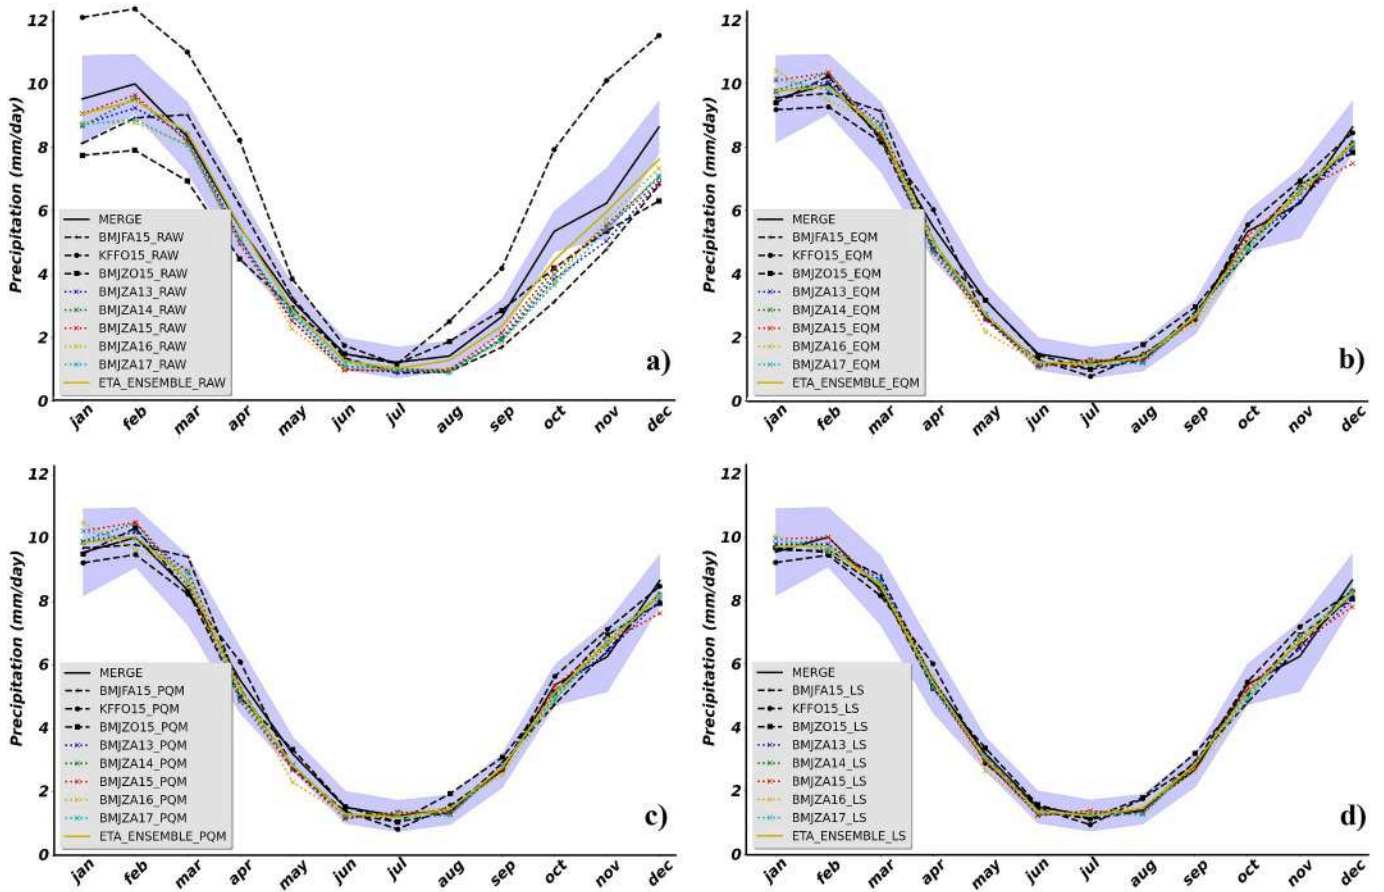 12
10
8
6
4
2
0
Precipitation (mm/day)
MERGE
BMJFA15_RAW
KFFO15_RAW
BMJZO15_RAW
BMJZA13_RAW
BMJZA14_RAW
BMJZA15_RAW
BMJZA16_RAW
BMJZA17_RAW
ETA_ENSEMBLE_RAW
a)
jan
feb
mar
apr
may
jun
jul
aug
sep
oct
nov
dec
12
10
8
6
4
2
0
Precipitation (mm/day)
MERGE
BMJFA15_EQM
KFFO15_EQM
BMJZO15_EQM
BMJZA13_EQM
BMJZA14_EQM
BMJZA15_EQM
BMJZA16_EQM
BMJZA17_EQM
ETA_ENSEMBLE_EQM
b)
jan
feb
mar
apr
may
jun
jul
aug
sep
oct
nov
dec
12
10
8
6
4
2
0
Precipitation (mm/day)
MERGE
BMJFA15_PQM
KFFO15_PQM
BMJZO15_PQM
BMJZA13_PQM
BMJZA14_PQM
BMJZA15_PQM
BMJZA16_PQM
BMJZA17_PQM
ETA_ENSEMBLE_PQM
c)
jan
feb
mar
apr
may
jun
jul
aug
sep
oct
nov
dec
12
10
8
6
4
2
0
Precipitation (mm/day)
MERGE
BMJFA15_LS
KFFO15_LS
BMJZO15_LS
BMJZA13_LS
BMJZA14_LS
BMJZA15_LS
BMJZA16_LS
BMJZA17_LS
ETA_ENSEMBLE_LS
d)
jan
feb
mar
apr
may
jun
jul
aug
sep
oct
nov
dec